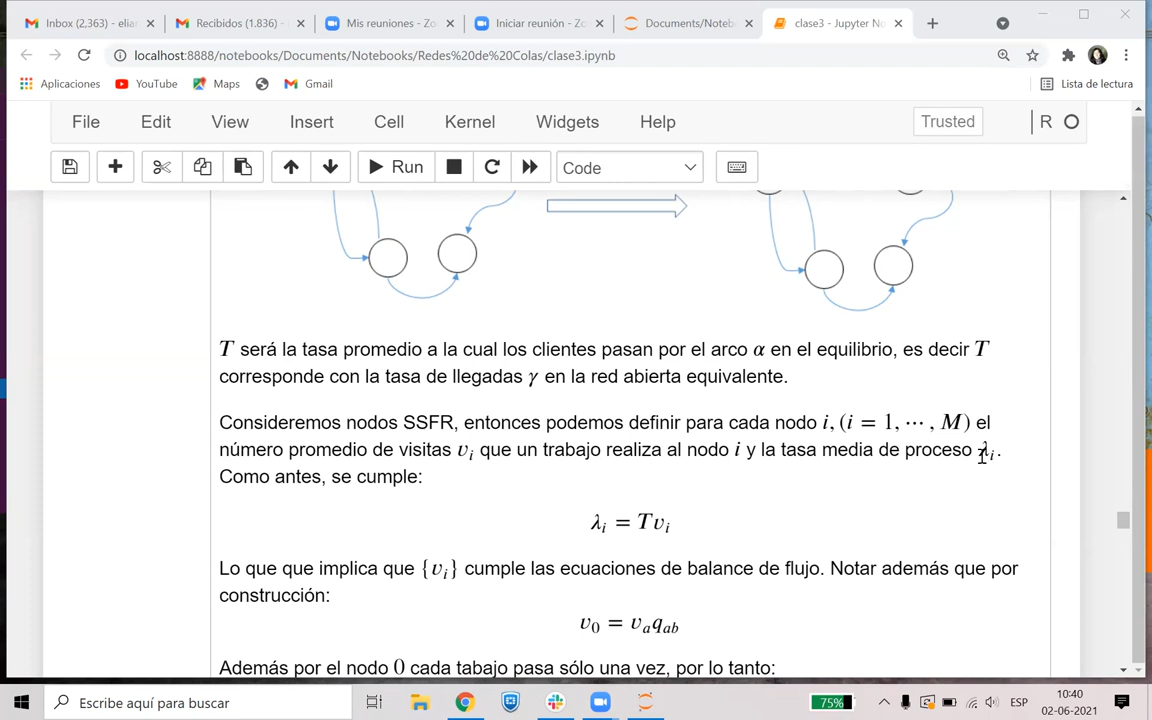 Inbox (2,363) - elian
Recibidos (1.836) - e
Mis reuniones - Zo
Iniciar reunión - Zo
Documents/Noteb
clase3 - Jupyter No
localhost:8888/notebooks/Documents/Notebooks/Redes%20de%20Colas/clase3.ipynb
Aplicaciones YouTube Maps Gmail Lista de lectura
File Edit View Insert Cell Kernel Widgets Help Trusted R
Run Code
T será la tasa promedio a la cual los clientes pasan por el arco α en el equilibrio, es decir T
corresponde con la tasa de llegadas γ en la red abierta equivalente.
Consideremos nodos SSFR, entonces podemos definir para cada nodo i, (i = 1, ⋯ , M) el
número promedio de visitas v_i que un trabajo realiza al nodo i y la tasa media de proceso λ_i.
Como antes, se cumple:
λ_i = Tv_i
Lo que que implica que {v_i} cumple las ecuaciones de balance de flujo. Notar además que por
construcción:
v_0 = v_a q_ab
Además por el nodo 0 cada tabajo pasa sólo una vez, por lo tanto:
Escribe aquí para buscar
75%
ESP
10:40
02-06-2021